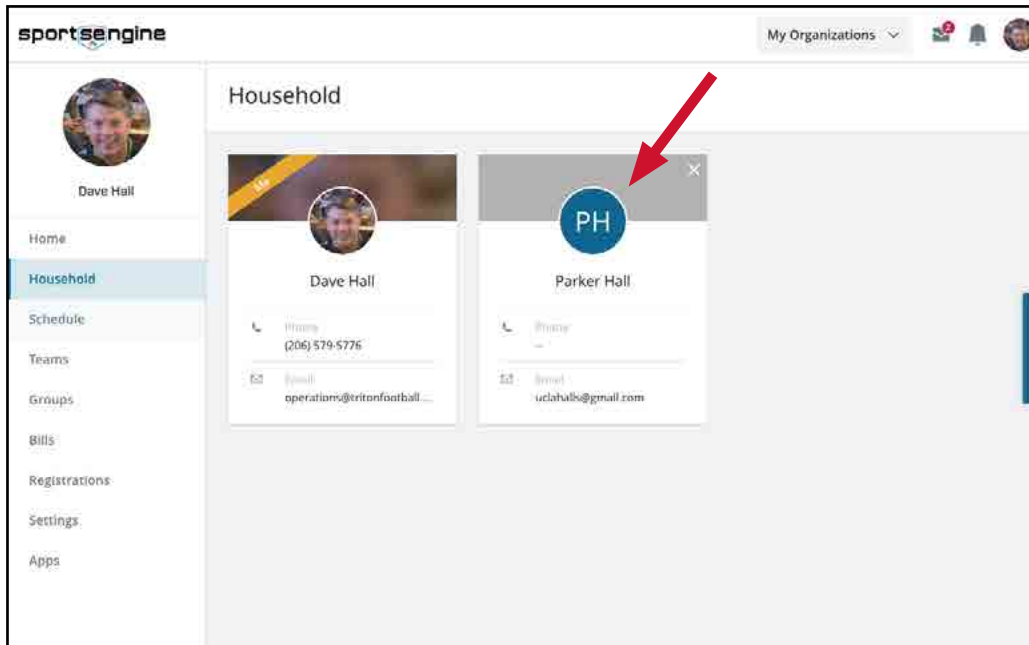 sportsengine
My Organizations
2
Dave Hall
Home
Household
Schedule
Teams
Groups
Bills
Registrations
Settings
Apps
Household
Me
Dave Hall
Phone
(206) 579-5776
Email
operations@tritonfootball....
PH
Parker Hall
Phone
--
Email
uclahalls@gmail.com